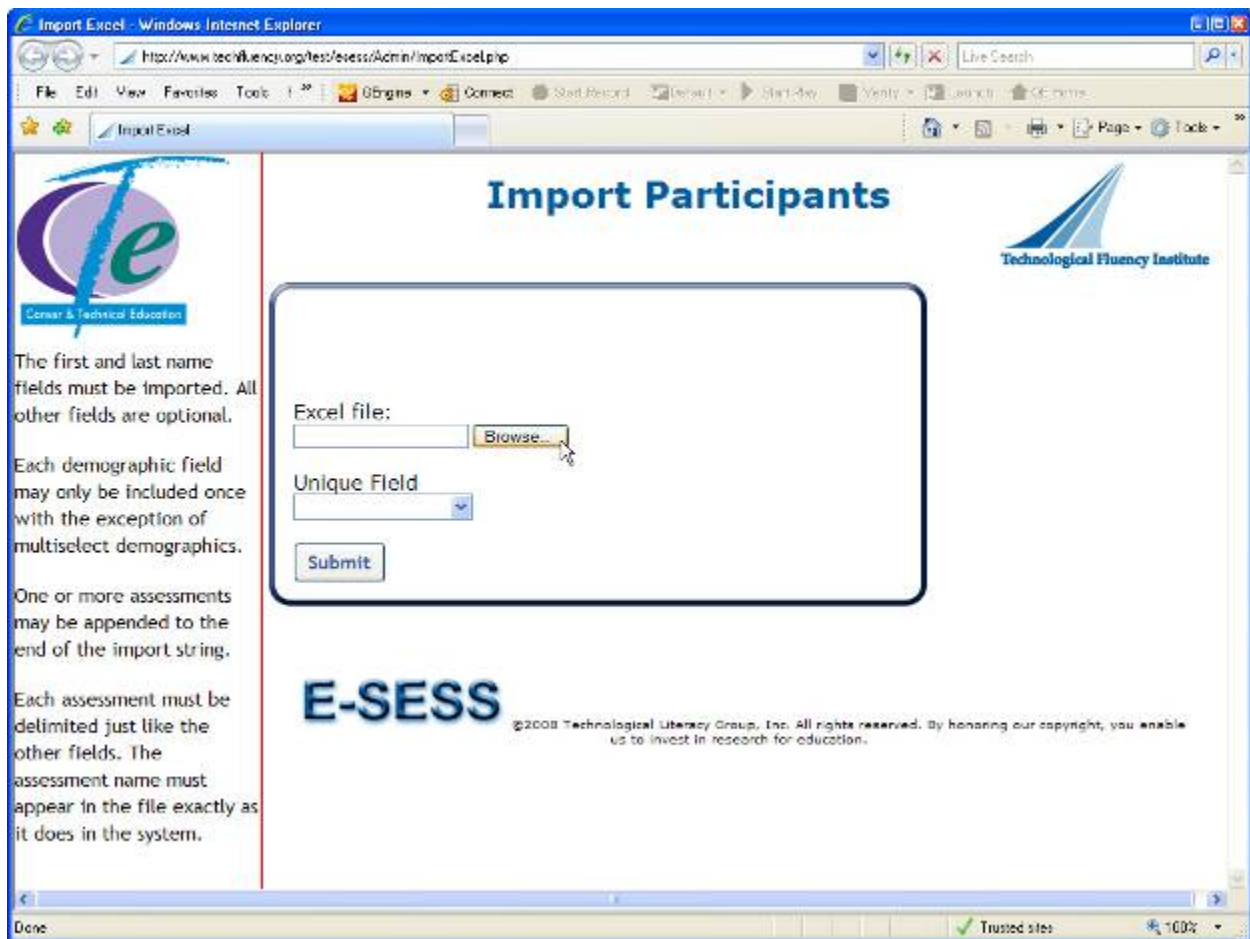 Import Excel - Windows Internet Explorer
http://www.techfluency.org/test/esess/Admin/ImportExcel.php
Live Search
File Edit View Favorites Tools
Connect Start Record
Import Excel
Page Tools
Import Participants
Technological Fluency Institute
Career & Technical Education
The first and last name
fields must be imported. All
other fields are optional.
Each demographic field
may only be included once
with the exception of
multiselect demographics.
One or more assessments
may be appended to the
end of the import string.
Each assessment must be
delimited just like the
other fields. The
assessment name must
appear in the file exactly as
it does in the system.
Excel file:
Browse...
Unique Field
Submit
E-SESS
©2008 Technological Literacy Group, Inc. All rights reserved. By honoring our copyright, you enable
us to invest in research for education.
Done
Trusted sites
100%